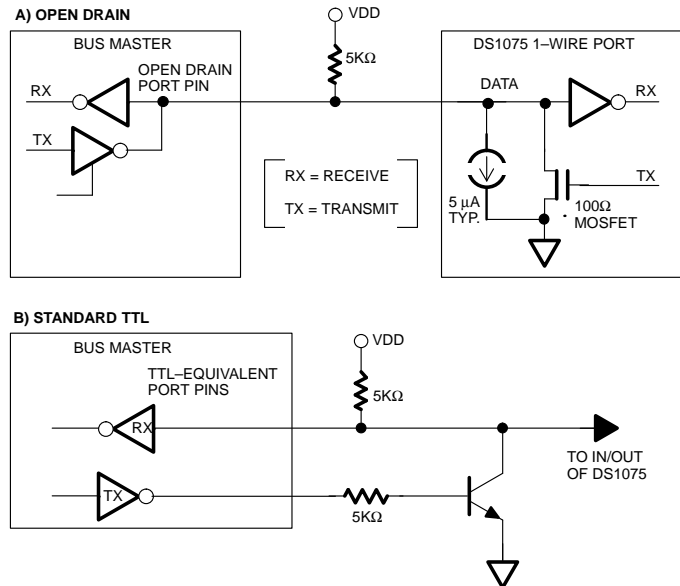 A) OPEN DRAIN
VDD
BUS MASTER
DS1075 1–WIRE PORT
5KΩ
OPEN DRAIN
PORT PIN
RX
DATA
RX
TX
TX
RX = RECEIVE
TX = TRANSMIT
5 µA
TYP.
100Ω
MOSFET
B) STANDARD TTL
VDD
BUS MASTER
TTL–EQUIVALENT
PORT PINS
5KΩ
RX
TO IN/OUT
OF DS1075
TX
5KΩ